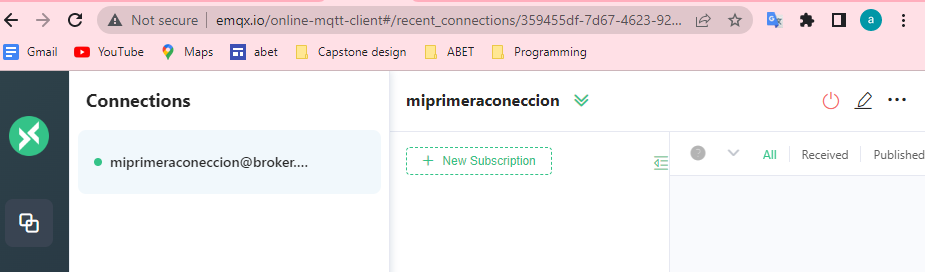 Not secure | emqx.io/online-mqtt-client#/recent_connections/359455df-7d67-4623-92...
a
Gmail YouTube Maps abet Capstone design ABET Programming
Connections
miprimeraconeccion
miprimeraconeccion@broker....
+ New Subscription
All Received Published